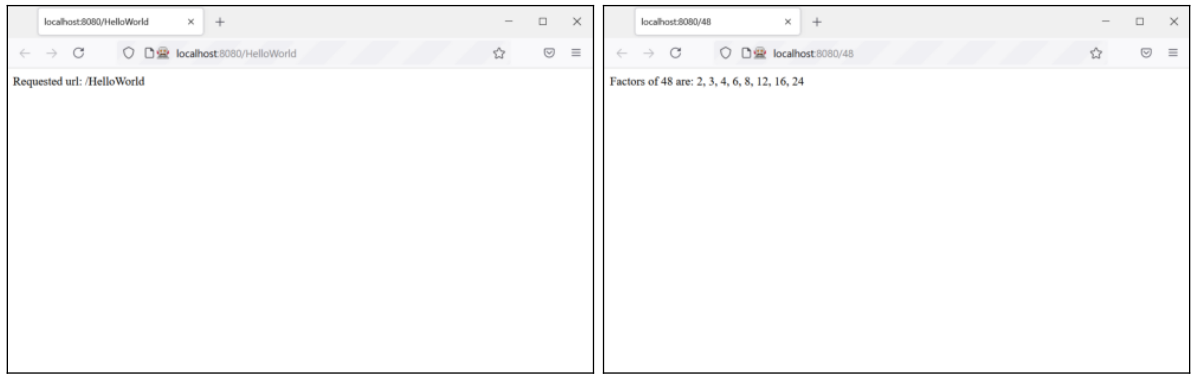 localhost:8080/HelloWorld
localhost:8080/HelloWorld
Requested url: /HelloWorld
localhost:8080/48
localhost:8080/48
Factors of 48 are: 2, 3, 4, 6, 8, 12, 16, 24